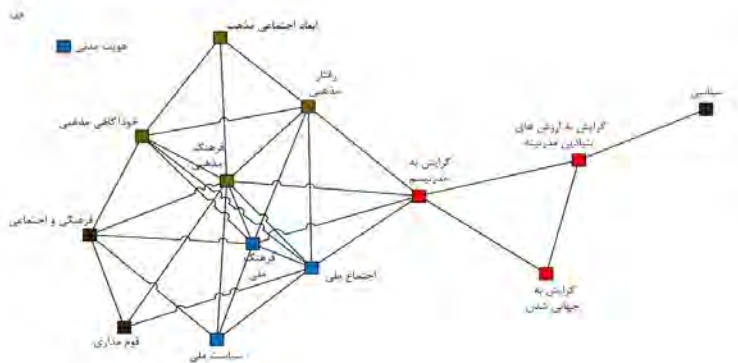 هویت مدنی
ابعاد اجتماعی مذهب
رفتار
مذهبی
خودآگاهی مذهبی
فرهنگ
مذهبی
سیاسی
گرایش به ارزش های
بنیادین مدرنیته
گرایش به
مدرنیسم
فرهنگی و اجتماعی
فرهنگ
ملی
اجتماع ملی
گرایش به
جهانی شدن
قوم مداری
سیاست ملی